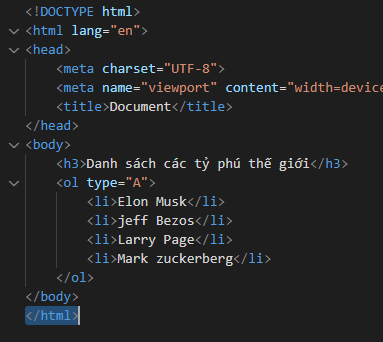 <!DOCTYPE html>
<html lang="en">
<head>
<meta charset="UTF-8">
<meta name="viewport" content="width=device
<title>Document</title>
</head>
<body>
<h3>Danh sách các tỷ phú thế giới</h3>
<ol type="A">
<li>Elon Musk</li>
<li>jeff Bezos</li>
<li>Larry Page</li>
<li>Mark zuckerberg</li>
</ol>
</body>
</html>